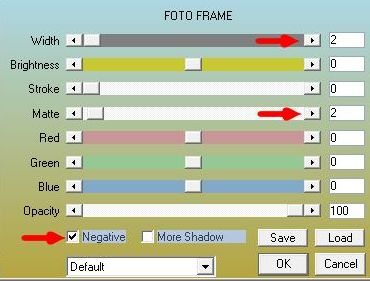 FOTO FRAME
Width 2
Brightness 0
Stroke 0
Matte 2
Red 0
Green 0
Blue 0
Opacity 100
Negative More Shadow Save Load
Default OK Cancel